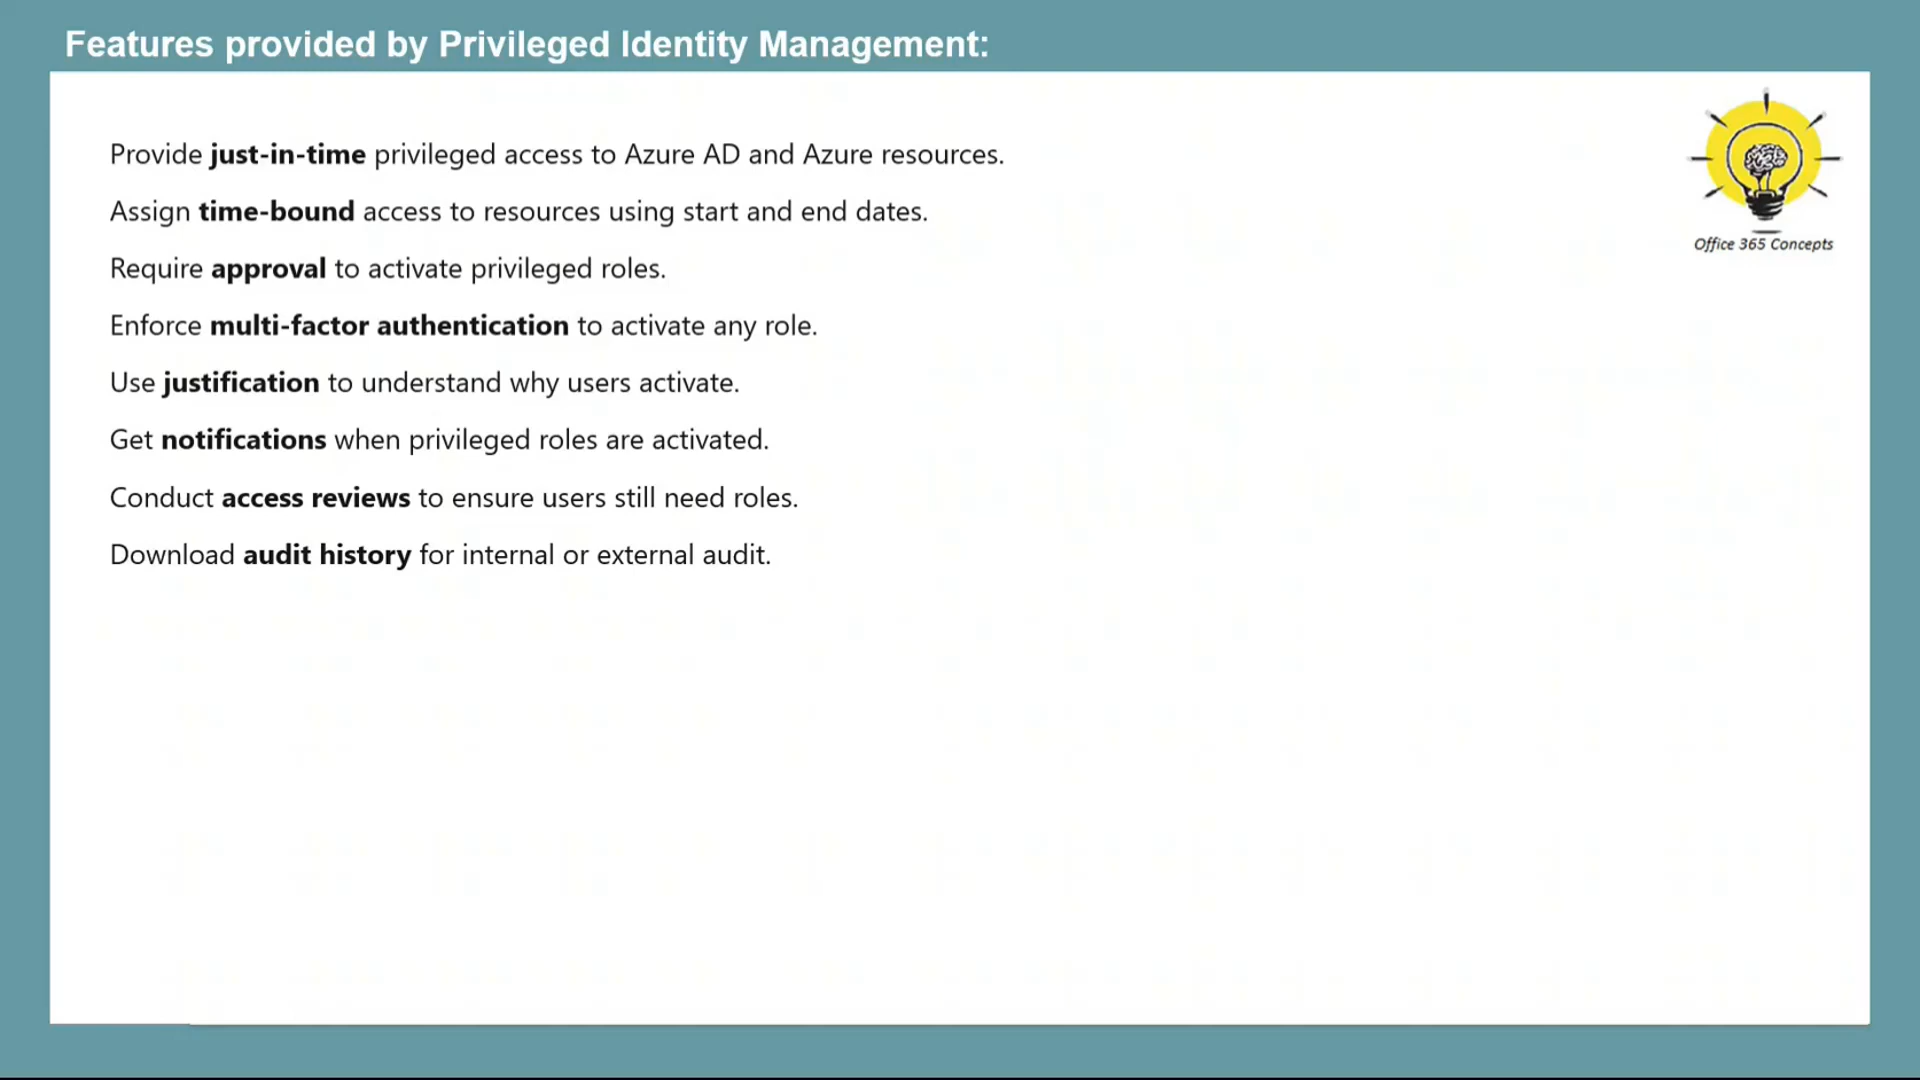 Features provided by Privileged Identity Management:
Provide just-in-time privileged access to Azure AD and Azure resources.
Assign time-bound access to resources using start and end dates.
Require approval to activate privileged roles.
Enforce multi-factor authentication to activate any role.
Use justification to understand why users activate.
Get notifications when privileged roles are activated.
Conduct access reviews to ensure users still need roles.
Download audit history for internal or external audit.
Office 365 Concepts